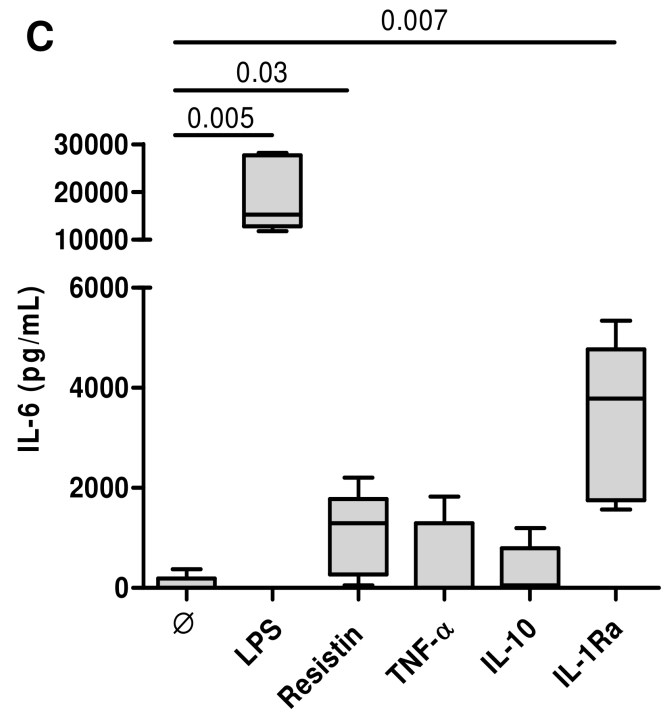 C
0.007
0.03
0.005
30000
20000
10000
6000
4000
2000
0
IL-6 (pg/mL)
∅
LPS
Resistin
TNF-α
IL-10
IL-1Ra